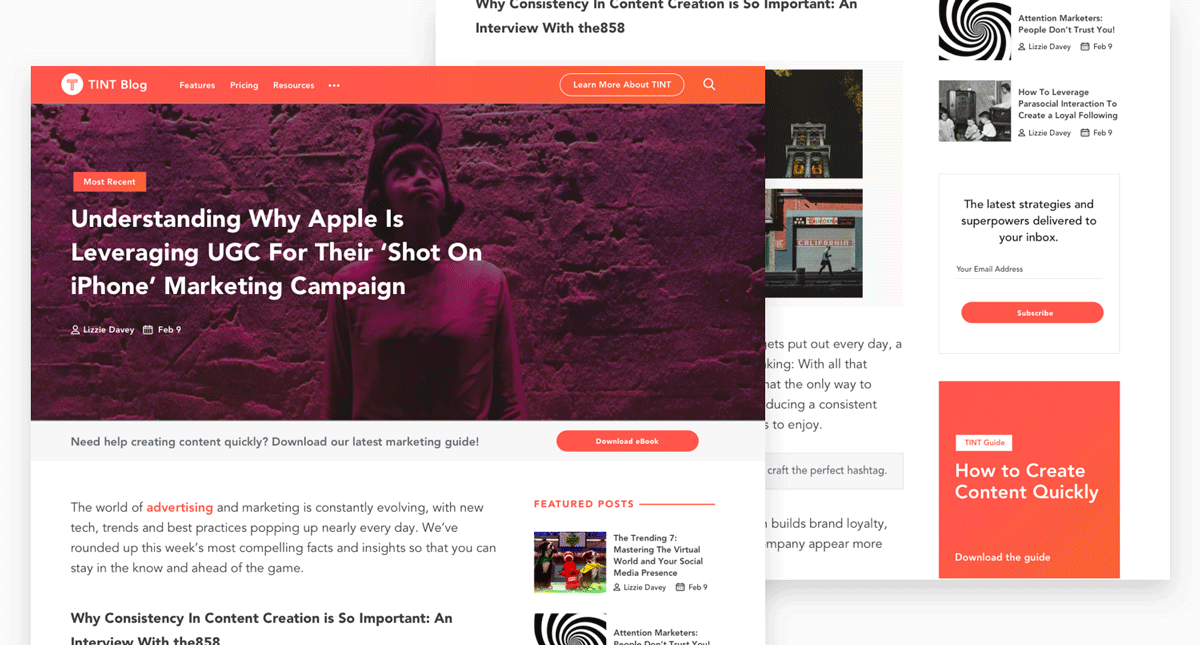 TINT Blog
Features
Pricing
Resources
Learn More About TINT
Most Recent
Understanding Why Apple Is
Leveraging UGC For Their ‘Shot On
iPhone’ Marketing Campaign
Lizzie Davey
Feb 9
Need help creating content quickly? Download our latest marketing guide!
Download eBook
The world of advertising and marketing is constantly evolving, with new
tech, trends and best practices popping up nearly every day. We’ve
rounded up this week’s most compelling facts and insights so that you can
stay in the know and ahead of the game.
Why Consistency In Content Creation is So Important: An
Interview With the858
FEATURED POSTS
The Trending 7:
Mastering The Virtual
World and Your Social
Media Presence
Lizzie Davey
Feb 9
Attention Marketers:
People Don’t Trust You!
Why Consistency In Content Creation is So Important: An
Interview With the858
CALIFORNIA
gets put out every day, a
king: With all that
hat the only way to
ducing a consistent
s to enjoy.
craft the perfect hashtag.
n builds brand loyalty,
ompany appear more
Attention Marketers:
People Don’t Trust You!
Lizzie Davey
Feb 9
How To Leverage
Parasocial Interaction To
Create a Loyal Following
Lizzie Davey
Feb 9
The latest strategies and
superpowers delivered to
your inbox.
Your Email Address
Subscribe
TINT Guide
How to Create
Content Quickly
Download the guide